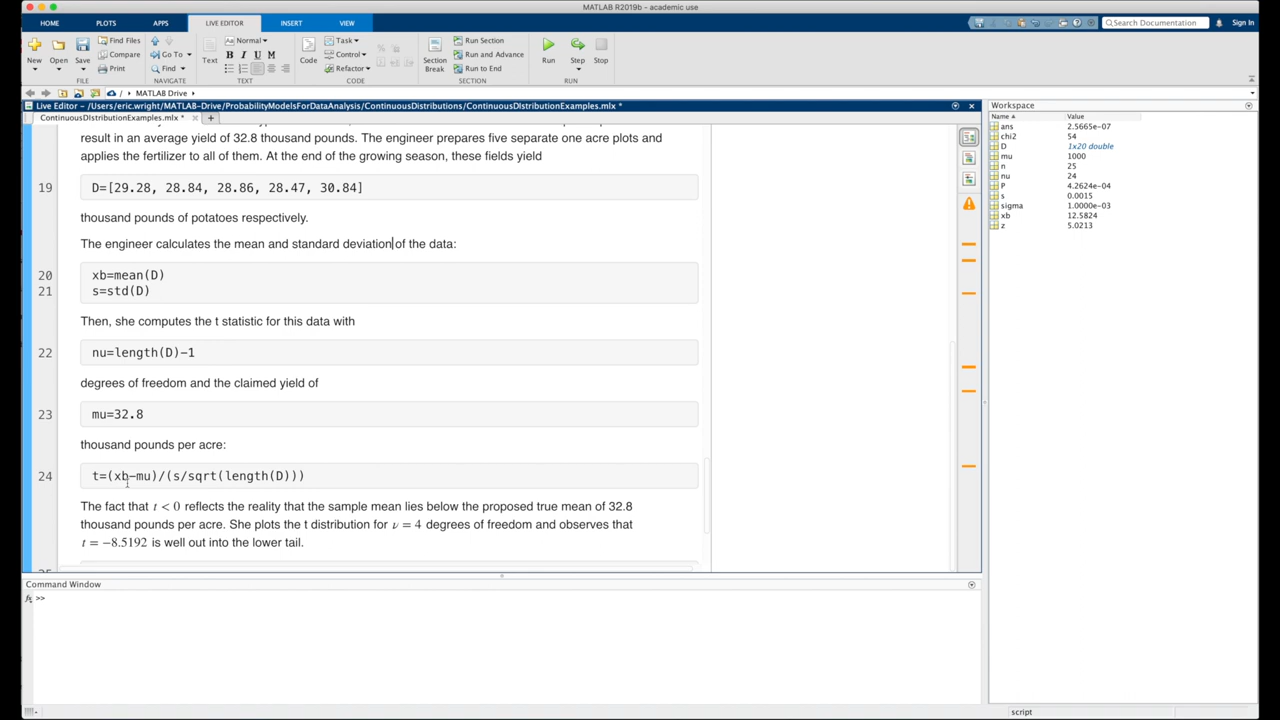 MATLAB R2019b - academic use
HOME PLOTS APPS LIVE EDITOR INSERT VIEW
Search Documentation Sign In
New Open Save Find Files Compare Print
Go To Find
Text Normal B I U M
Code Task Control Refactor
Section Break Run Section Run and Advance Run to End
Run Step Stop
FILE NAVIGATE TEXT CODE SECTION RUN
/ ▸ MATLAB Drive ▸
Live Editor - /Users/eric.wright/MATLAB-Drive/ProbabilityModelsForDataAnalysis/ContinuousDistributions/ContinuousDIstributionExamples.mlx *
ContinuousDIstributionExamples.mlx * × +
result in an average yield of 32.8 thousand pounds. The engineer prepares five separate one acre plots and
applies the fertilizer to all of them. At the end of the growing season, these fields yield
19 D=[29.28, 28.84, 28.86, 28.47, 30.84]
thousand pounds of potatoes respectively.
The engineer calculates the mean and standard deviation of the data:
20 xb=mean(D)
21 s=std(D)
Then, she computes the t statistic for this data with
22 nu=length(D)-1
degrees of freedom and the claimed yield of
23 mu=32.8
thousand pounds per acre:
24 t=(xb-mu)/(s/sqrt(length(D)))
The fact that t < 0 reflects the reality that the sample mean lies below the proposed true mean of 32.8
thousand pounds per acre. She plots the t distribution for ν = 4 degrees of freedom and observes that
t = −8.5192 is well out into the lower tail.
Command Window
fx >>
Workspace
Name Value
ans 2.5665e-07
chi2 54
D 1x20 double
mu 1000
n 25
nu 24
P 4.2624e-04
s 0.0015
sigma 1.0000e-03
xb 12.5824
z 5.0213
script